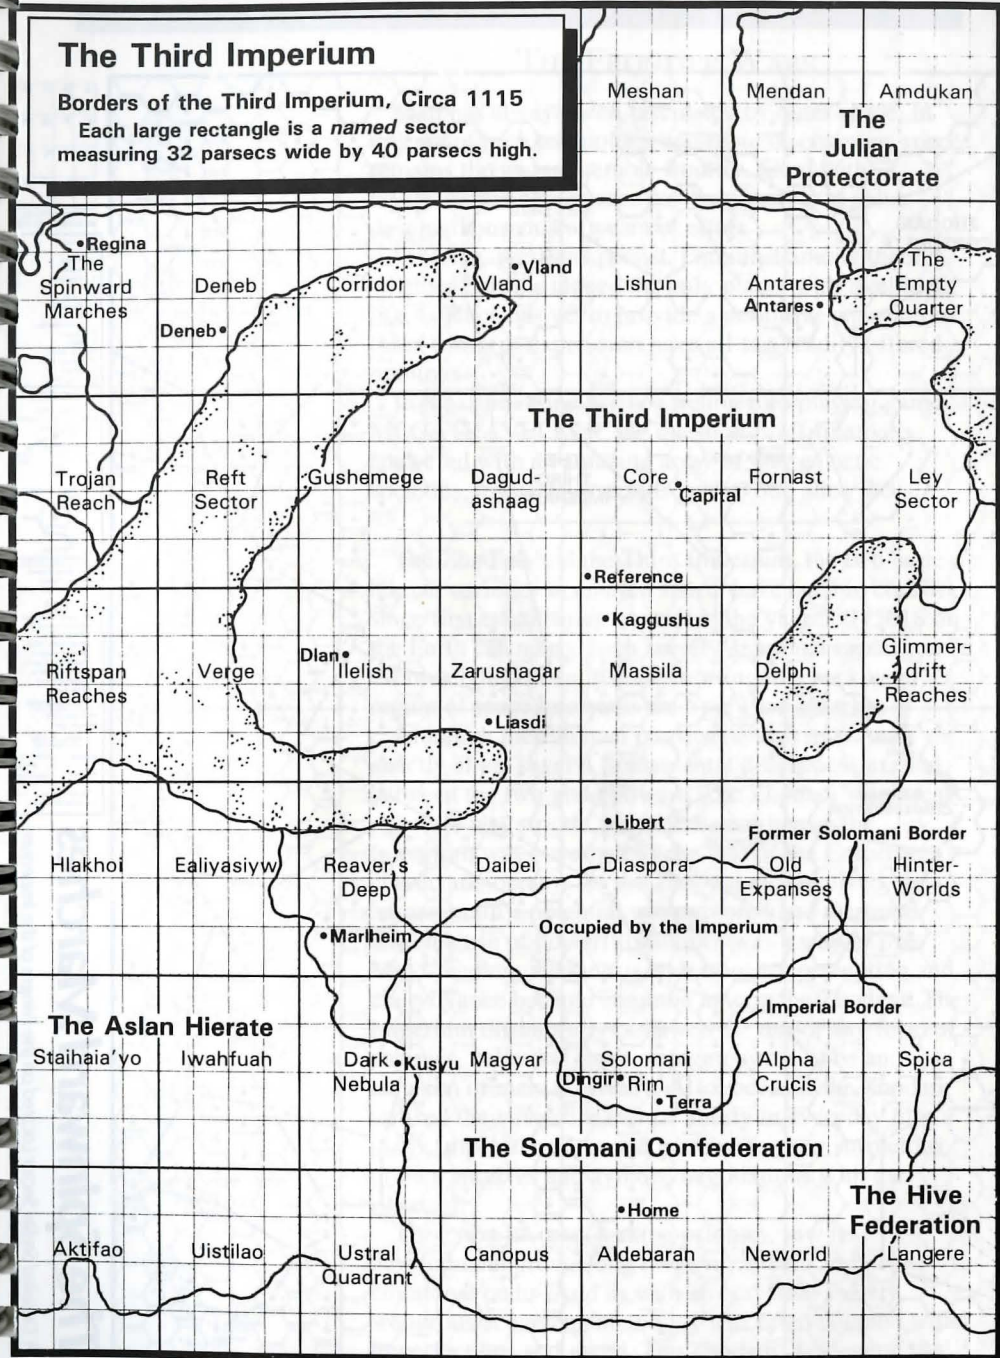 The Third Imperium
Borders of the Third Imperium, Circa 1115
Each large rectangle is a named sector
measuring 32 parsecs wide by 40 parsecs high.
Meshan
Mendan
Amdukan
The
Julian
Protectorate
•Regina
The
Spinward
Marches
Deneb
Deneb•
Corridor
•Vland
Vland
Lishun
Antares
Antares•
The
Empty
Quarter
The Third Imperium
Trojan
Reach
Reft
Sector
Gushemege
Dagud-
ashaag
Core
•Capital
Fornast
Ley
Sector
•Reference
•Kaggushus
Riftspan
Reaches
Verge
Dlan•
Ilelish
Zarushagar
Massila
Delphi
Glimmer-
drift
Reaches
•Liasdi
•Libert
Former Solomani Border
Hlakhoi
Ealiyasiyw
Reaver's
Deep
Daibei
Diaspora
Old
Expanses
Hinter-
Worlds
•Marlheim
Occupied by the Imperium
Imperial Border
The Aslan Hierate
Staihaia'yo
Iwahfuah
Dark
Nebula
•Kusyu
Magyar
Solomani
Rim
Dingir•
•Terra
Alpha
Crucis
Spica
The Solomani Confederation
The Hive
Federation
•Home
Aktifao
Uistilao
Ustral
Quadrant
Canopus
Aldebaran
Neworld
Langere